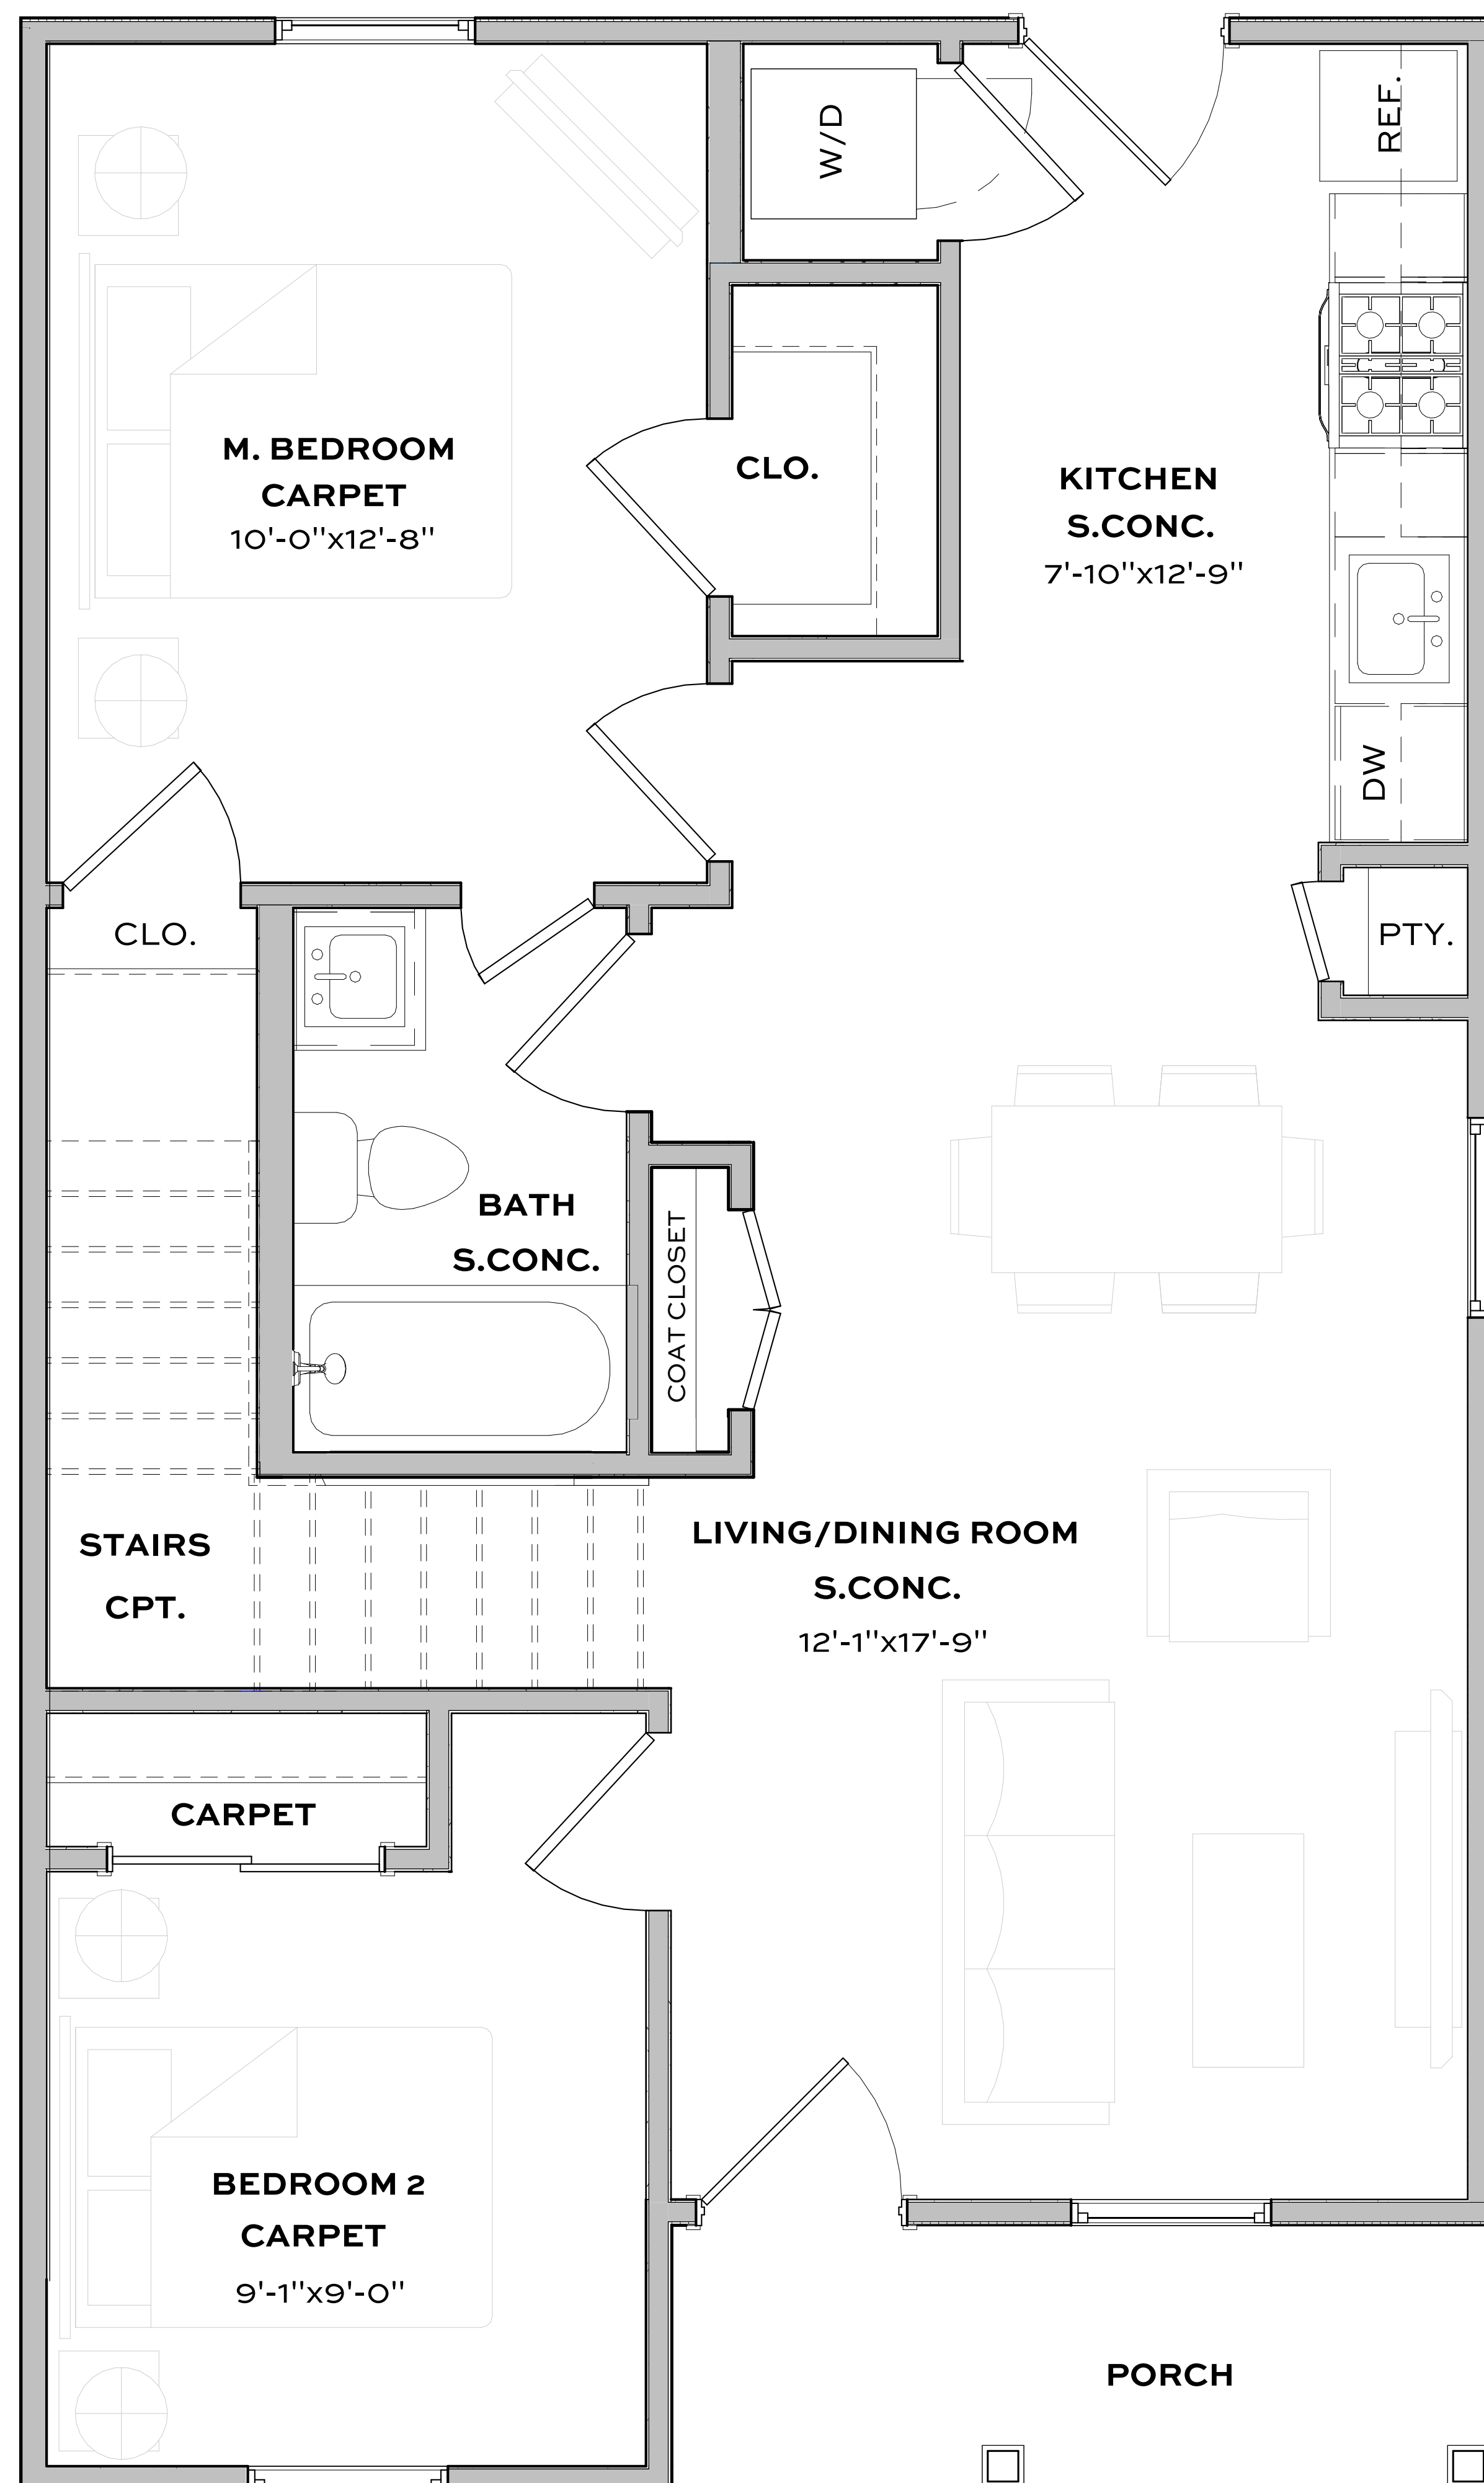 W/D
REF.
M. BEDROOM
CARPET
10'-0"x12'-8"
CLO.
KITCHEN
S.CONC.
7'-10"x12'-9"
DW
CLO.
PTY.
BATH
S.CONC.
COAT CLOSET
STAIRS
CPT.
LIVING/DINING ROOM
S.CONC.
12'-1"x17'-9"
CARPET
BEDROOM 2
CARPET
9'-1"x9'-0"
PORCH